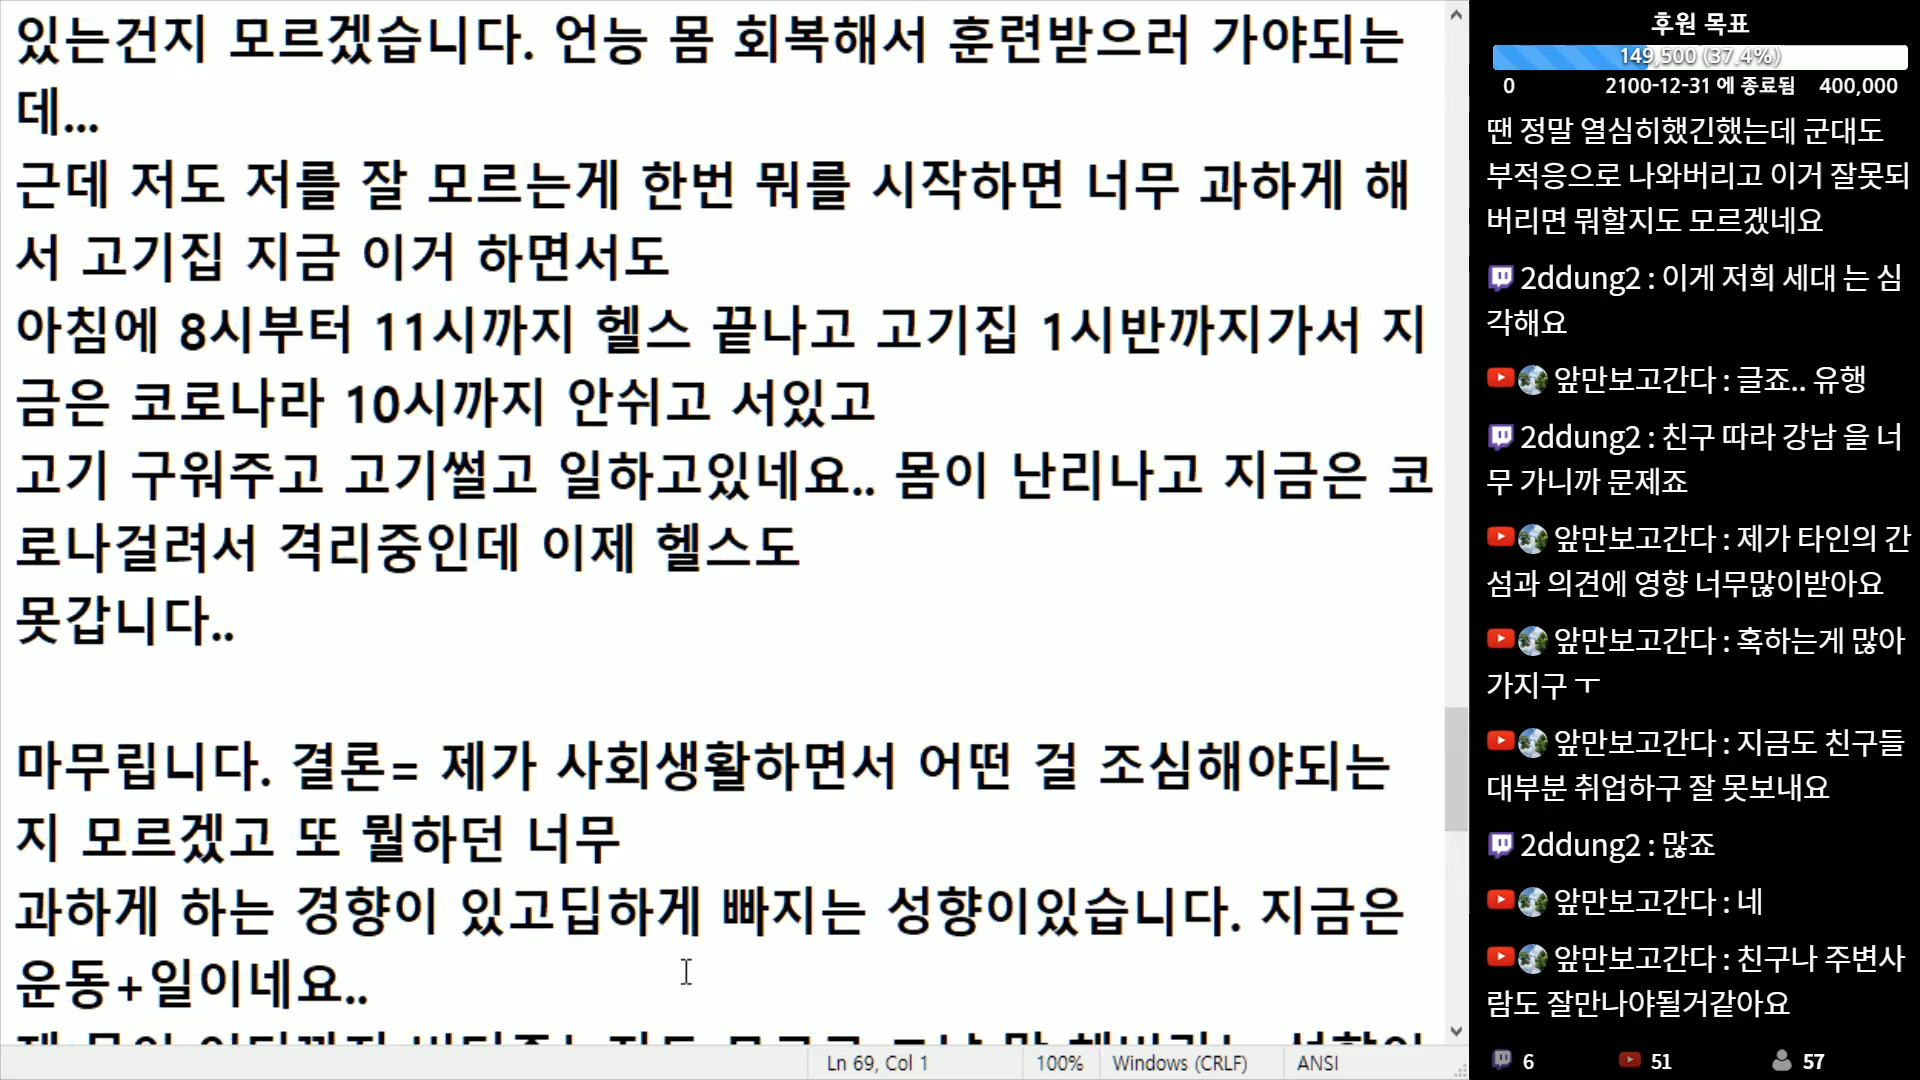 있는건지 모르겠습니다. 언능 몸 회복해서 훈련받으러 가야되는
데...
근데 저도 저를 잘 모르는게 한번 뭐를 시작하면 너무 과하게 해
서 고기집 지금 이거 하면서도
아침에 8시부터 11시까지 헬스 끝나고 고기집 1시반까지가서 지
금은 코로나라 10시까지 안쉬고 서있고
고기 구워주고 고기썰고 일하고있네요.. 몸이 난리나고 지금은 코
로나걸려서 격리중인데 이제 헬스도
못갑니다..
마무립니다. 결론= 제가 사회생활하면서 어떤 걸 조심해야되는
지 모르겠고 또 뭘하던 너무
과하게 하는 경향이 있고딥하게 빠지는 성향이있습니다. 지금은
운동+일이네요..
Ln 69, Col 1
100%
Windows (CRLF)
ANSI
후원 목표
149,500 (37.4%)
0 2100-12-31 에 종료됨 400,000
땐 정말 열심히했긴했는데 군대도
부적응으로 나와버리고 이거 잘못되
버리면 뭐할지도 모르겠네요
2ddung2 : 이게 저희 세대 는 심
각해요
앞만보고간다 : 글죠.. 유행
2ddung2 : 친구 따라 강남 을 너
무 가니까 문제죠
앞만보고간다 : 제가 타인의 간
섬과 의견에 영향 너무많이받아요
앞만보고간다 : 혹하는게 많아
가지구 ㅜ
앞만보고간다 : 지금도 친구들
대부분 취업하구 잘 못보내요
2ddung2 : 많죠
앞만보고간다 : 네
앞만보고간다 : 친구나 주변사
람도 잘만나야될거같아요
6 51 57